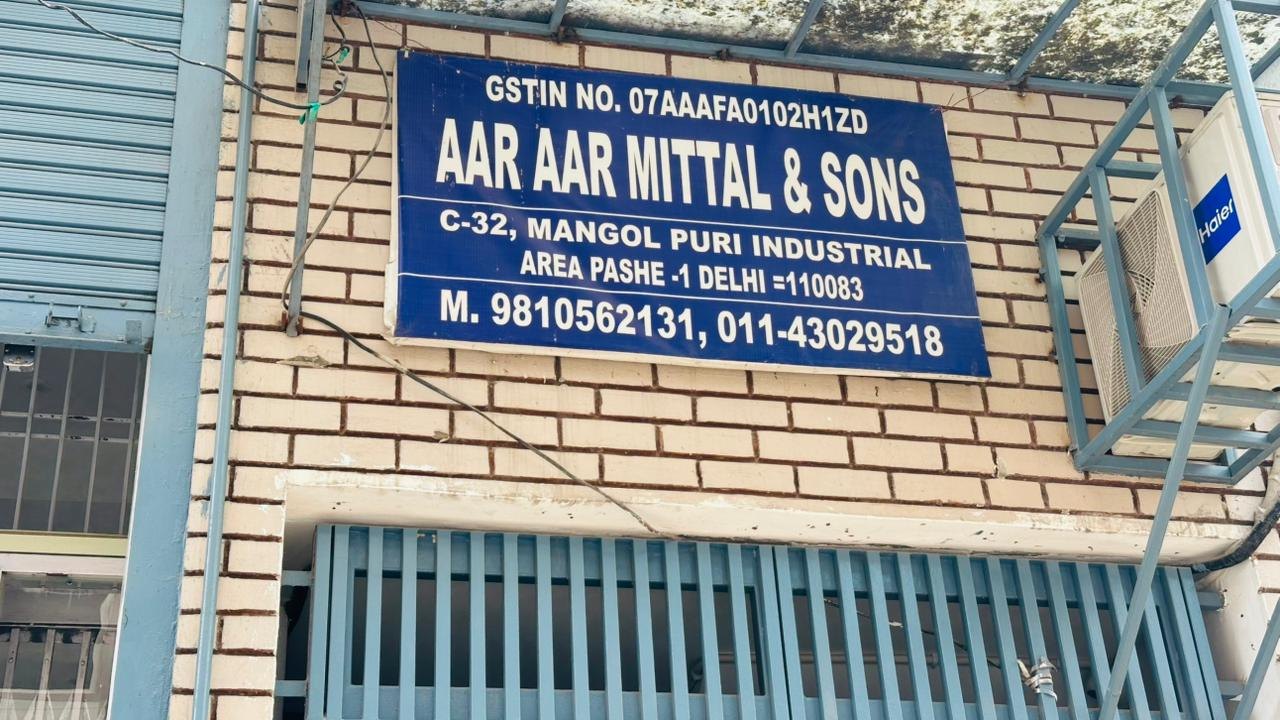 GSTIN NO. 07AAAFA0102H1ZD
AAR AAR MITTAL & SONS
C-32, MANGOL PURI INDUSTRIAL
AREA PASHE -1 DELHI =110083
M. 9810562131, 011-43029518
Haier